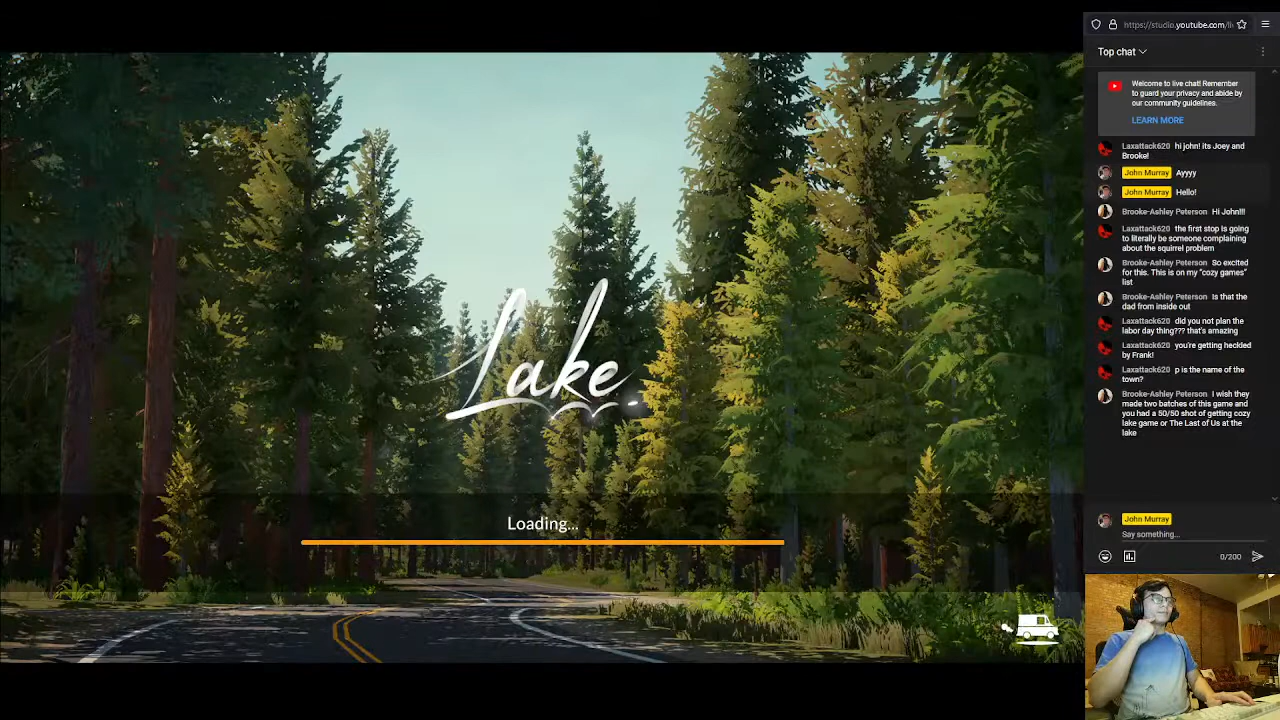 https://studio.youtube.com/li
Top chat
Welcome to live chat! Remember
to guard your privacy and abide by
our community guidelines.
LEARN MORE
Laxattack620 hi john! its Joey and
Brooke!
John Murray Ayyyy
John Murray Hello!
Brooke-Ashley Peterson Hi John!!!
Laxattack620 the first stop is going
to literally be someone complaining
about the squirrel problem
Brooke-Ashley Peterson So excited
for this. This is on my "cozy games"
list
Brooke-Ashley Peterson Is that the
dad from inside out
Laxattack620 did you not plan the
labor day thing??? that's amazing
Laxattack620 you're getting heckled
by Frank!
Laxattack620 p is the name of the
town?
Brooke-Ashley Peterson I wish they
made two batches of this game and
you had a 50/50 shot of getting cozy
lake game or The Last of Us at the
lake
Lake.
Loading...
John Murray
Say something...
0/200